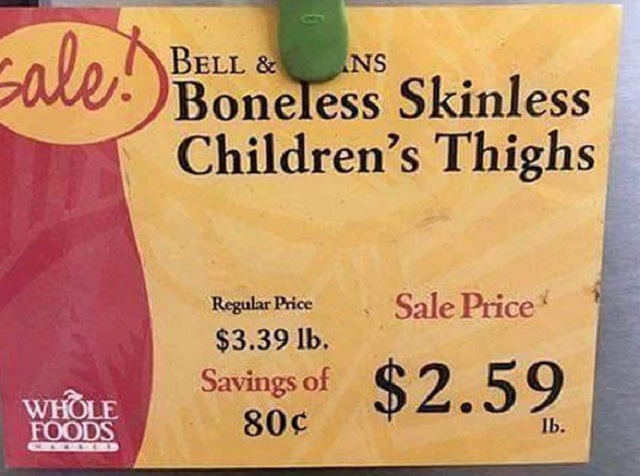 Sale!
BELL &
Boneless Skinless
Children's Thighs
Regular Price
$3.39 lb.
Savings of
80¢
Sale Price
$2.59
lb.
WHOLE
FOODS
MARKET